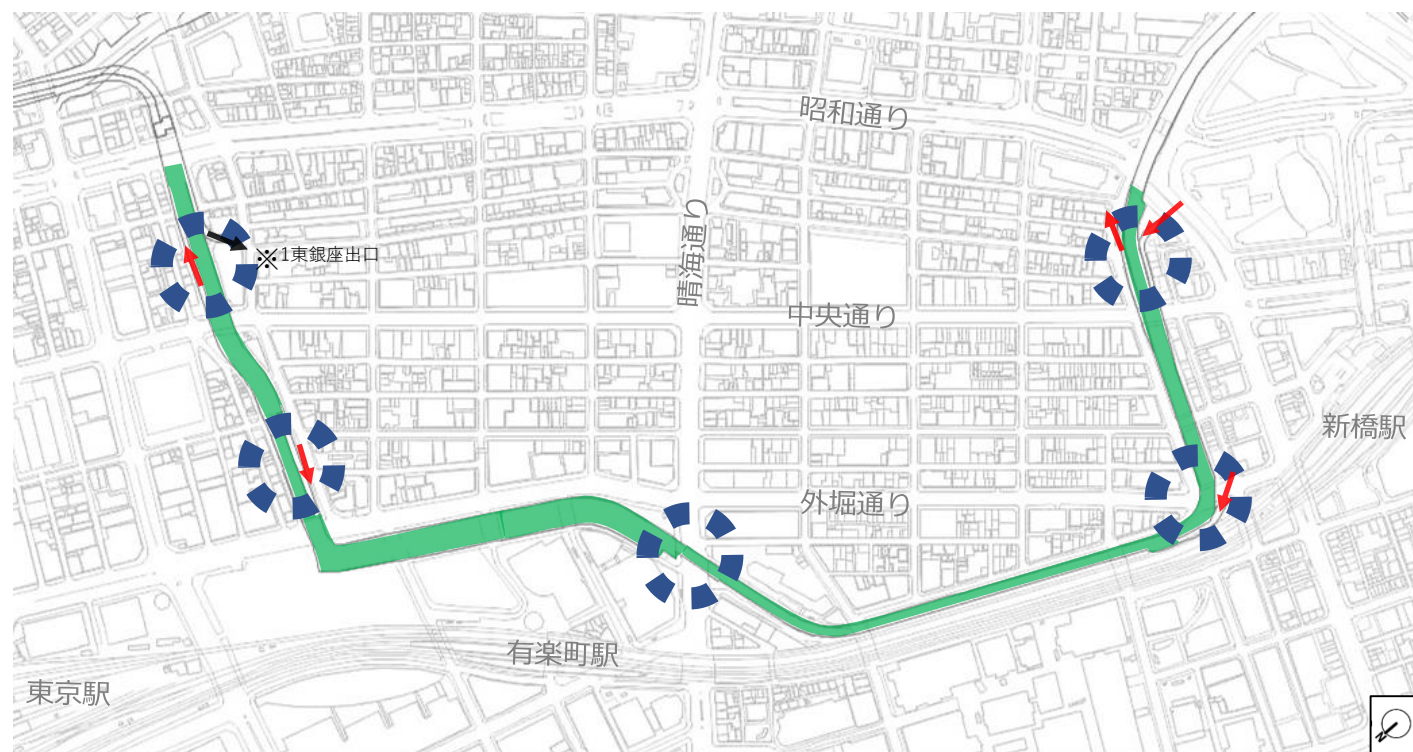 昭和通り
晴海通り
※1東銀座出口
中央通り
新橋駅
外堀通り
有楽町駅
東京駅
N